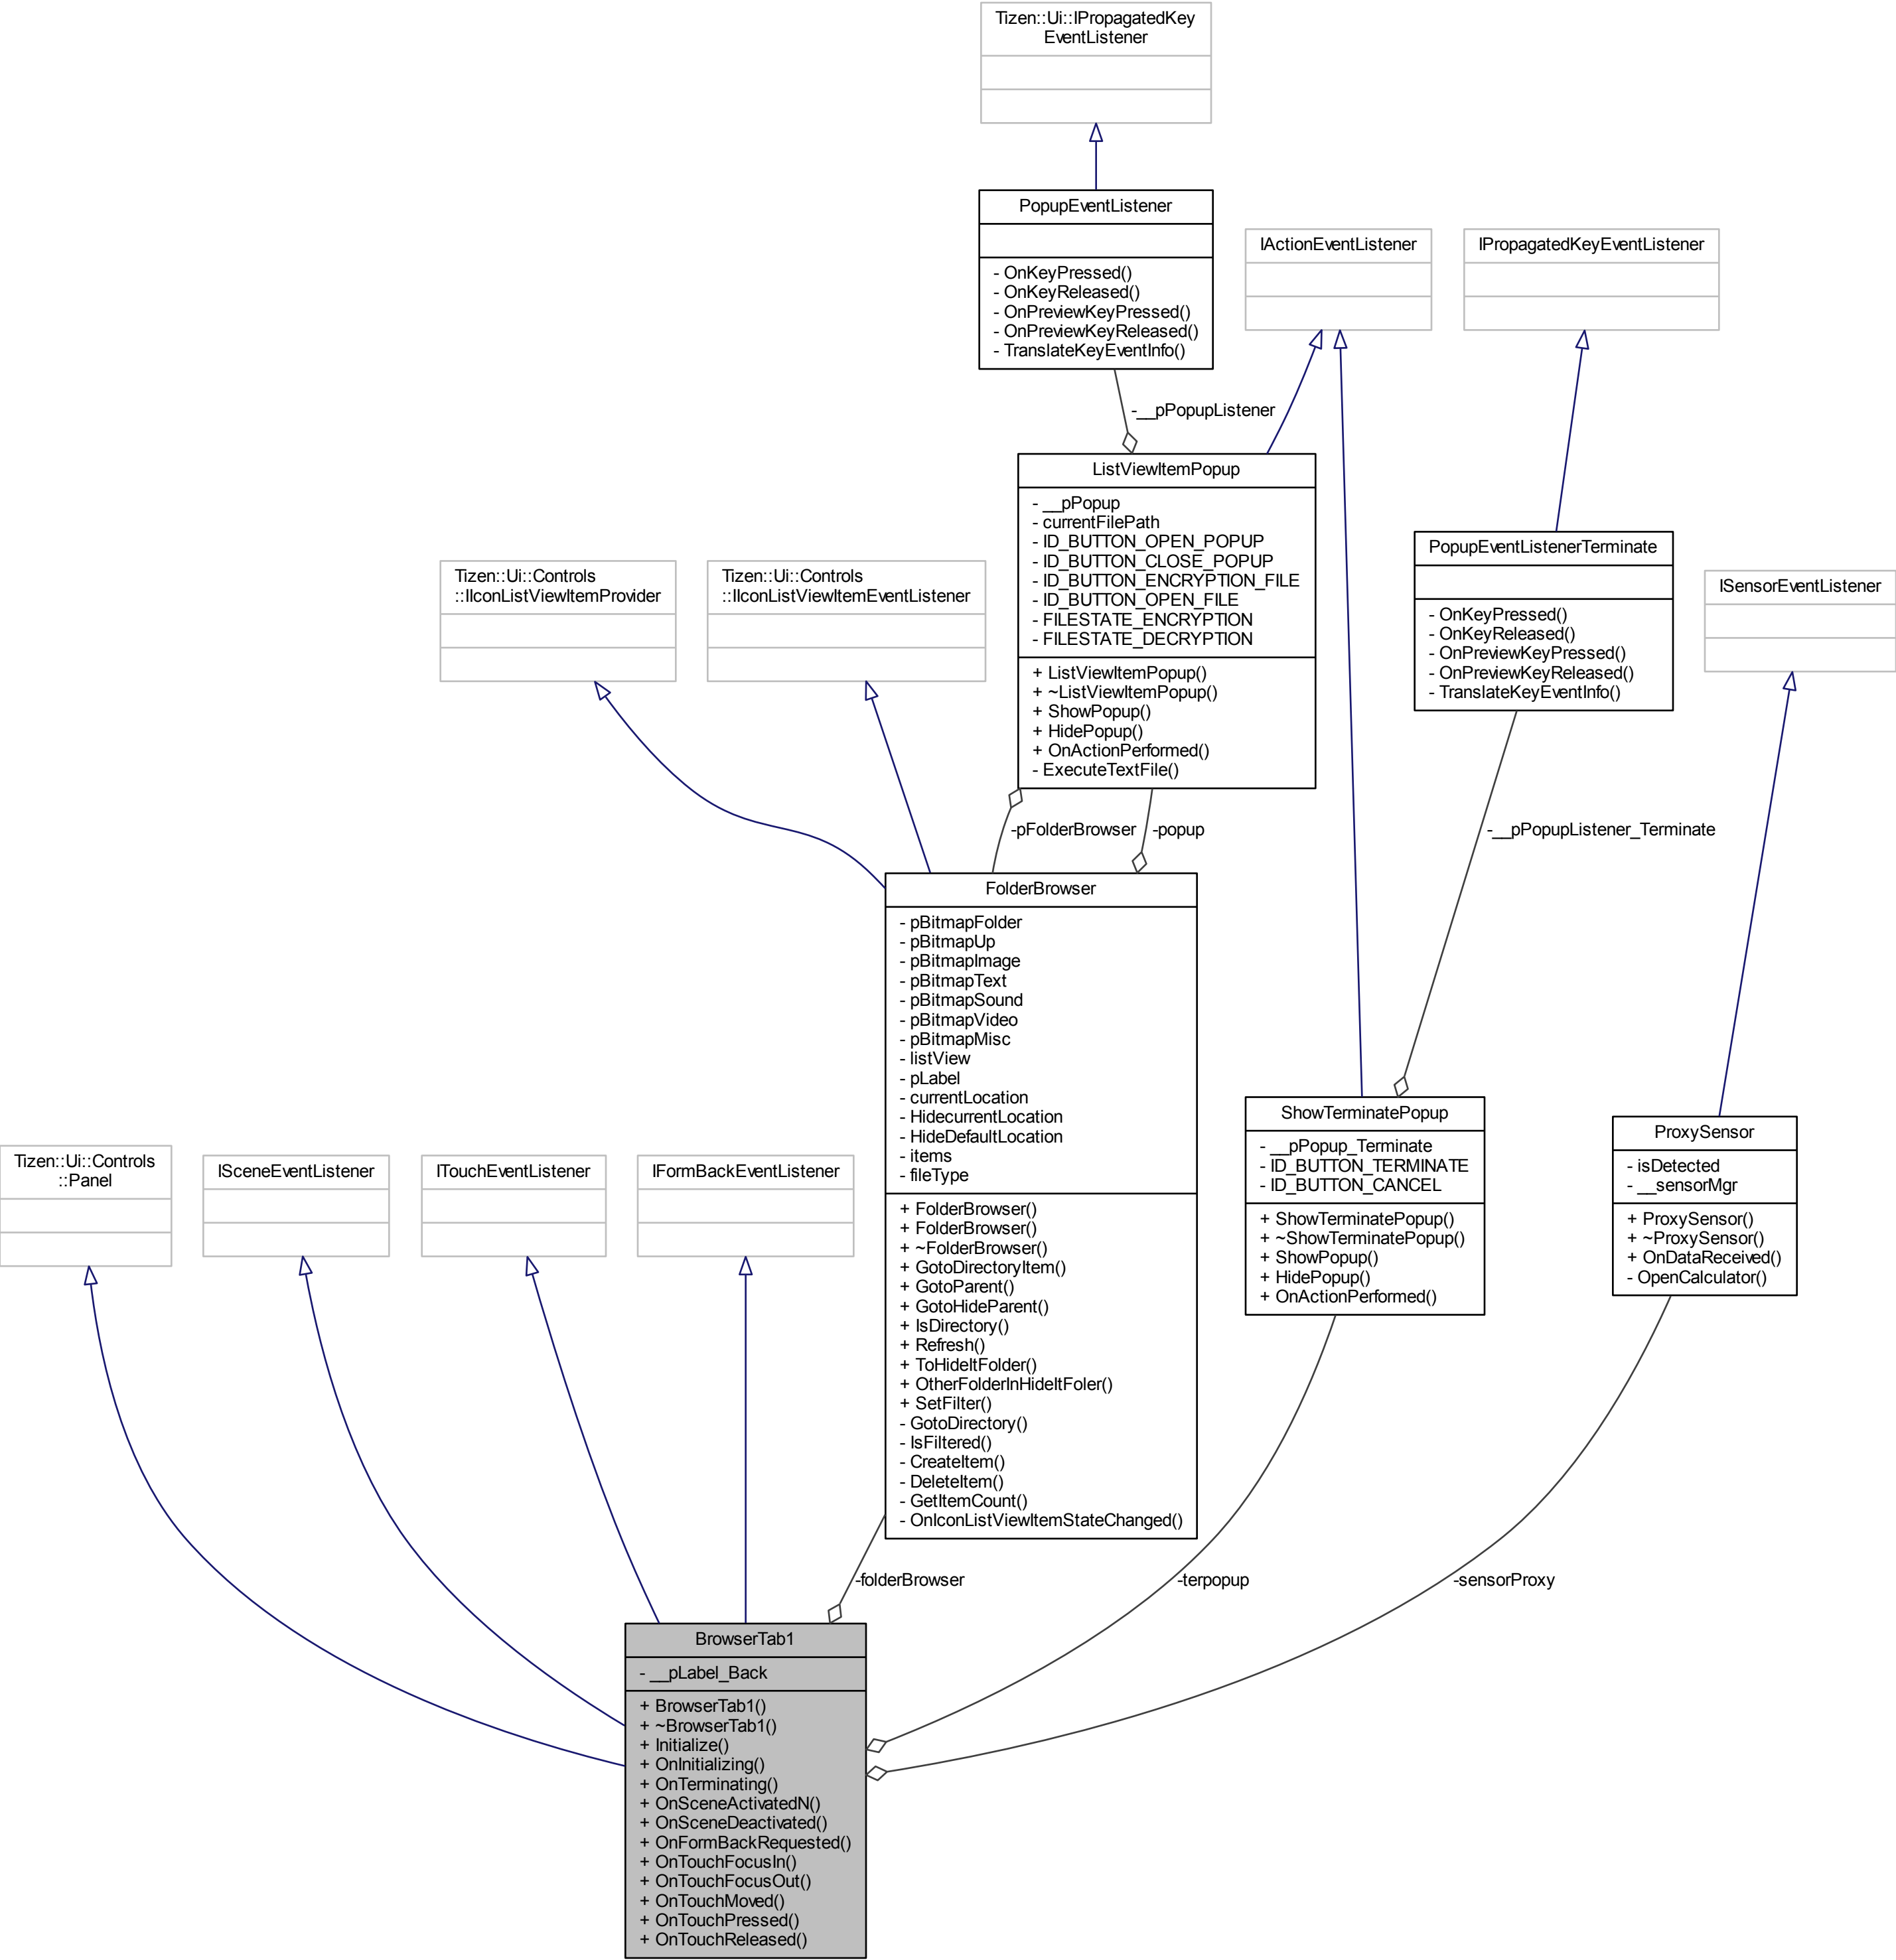 Tizen::Ui::IPropagatedKey
EventListener
PopupEventListener
- OnKeyPressed()
- OnKeyReleased()
- OnPreviewKeyPressed()
- OnPreviewKeyReleased()
- TranslateKeyEventInfo()
IActionEventListener
IPropagatedKeyEventListener
-__pPopupListener
ListViewItemPopup
- __pPopup
- currentFilePath
- ID_BUTTON_OPEN_POPUP
- ID_BUTTON_CLOSE_POPUP
- ID_BUTTON_ENCRYPTION_FILE
- ID_BUTTON_OPEN_FILE
- FILESTATE_ENCRYPTION
- FILESTATE_DECRYPTION
+ ListViewItemPopup()
+ ~ListViewItemPopup()
+ ShowPopup()
+ HidePopup()
+ OnActionPerformed()
- ExecuteTextFile()
PopupEventListenerTerminate
- OnKeyPressed()
- OnKeyReleased()
- OnPreviewKeyPressed()
- OnPreviewKeyReleased()
- TranslateKeyEventInfo()
Tizen::Ui::Controls
::IIconListViewItemProvider
Tizen::Ui::Controls
::IIconListViewItemEventListener
ISensorEventListener
-pFolderBrowser
-popup
-__pPopupListener_Terminate
FolderBrowser
- pBitmapFolder
- pBitmapUp
- pBitmapImage
- pBitmapText
- pBitmapSound
- pBitmapVideo
- pBitmapMisc
- listView
- pLabel
- currentLocation
- HidecurrentLocation
- HideDefaultLocation
- items
- fileType
+ FolderBrowser()
+ FolderBrowser()
+ ~FolderBrowser()
+ GotoDirectoryItem()
+ GotoParent()
+ GotoHideParent()
+ IsDirectory()
+ Refresh()
+ ToHideItFolder()
+ OtherFolderInHideItFoler()
+ SetFilter()
- GotoDirectory()
- IsFiltered()
- CreateItem()
- DeleteItem()
- GetItemCount()
- OnIconListViewItemStateChanged()
ShowTerminatePopup
- __pPopup_Terminate
- ID_BUTTON_TERMINATE
- ID_BUTTON_CANCEL
+ ShowTerminatePopup()
+ ~ShowTerminatePopup()
+ ShowPopup()
+ HidePopup()
+ OnActionPerformed()
ProxySensor
- isDetected
- __sensorMgr
+ ProxySensor()
+ ~ProxySensor()
+ OnDataReceived()
- OpenCalculator()
Tizen::Ui::Controls
::Panel
ISceneEventListener
ITouchEventListener
IFormBackEventListener
-folderBrowser
-terpopup
-sensorProxy
BrowserTab1
- __pLabel_Back
+ BrowserTab1()
+ ~BrowserTab1()
+ Initialize()
+ OnInitializing()
+ OnTerminating()
+ OnSceneActivatedN()
+ OnSceneDeactivated()
+ OnFormBackRequested()
+ OnTouchFocusIn()
+ OnTouchFocusOut()
+ OnTouchMoved()
+ OnTouchPressed()
+ OnTouchReleased()